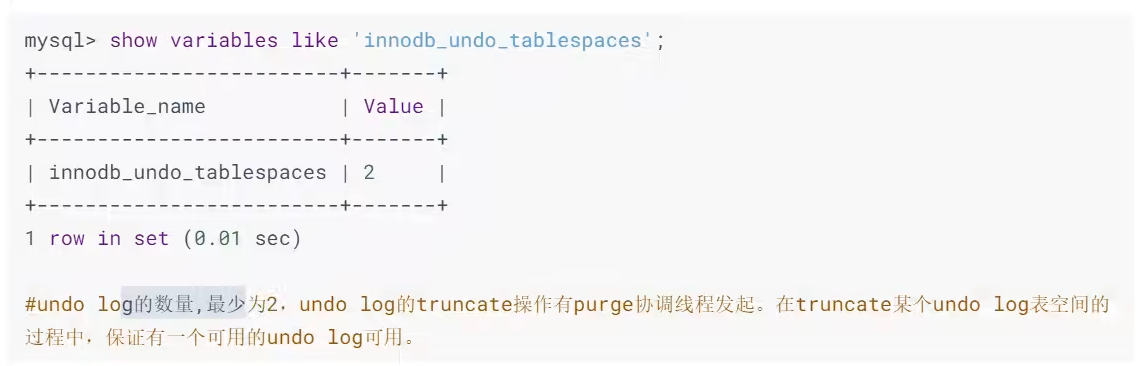 mysql> show variables like 'innodb_undo_tablespaces';
+-------------------------+-------+
| Variable_name           | Value |
+-------------------------+-------+
| innodb_undo_tablespaces | 2     |
+-------------------------+-------+
1 row in set (0.01 sec)
#undo log的数量,最少为2，undo log的truncate操作有purge协调线程发起。在truncate某个undo log表空间的
过程中，保证有一个可用的undo log可用。